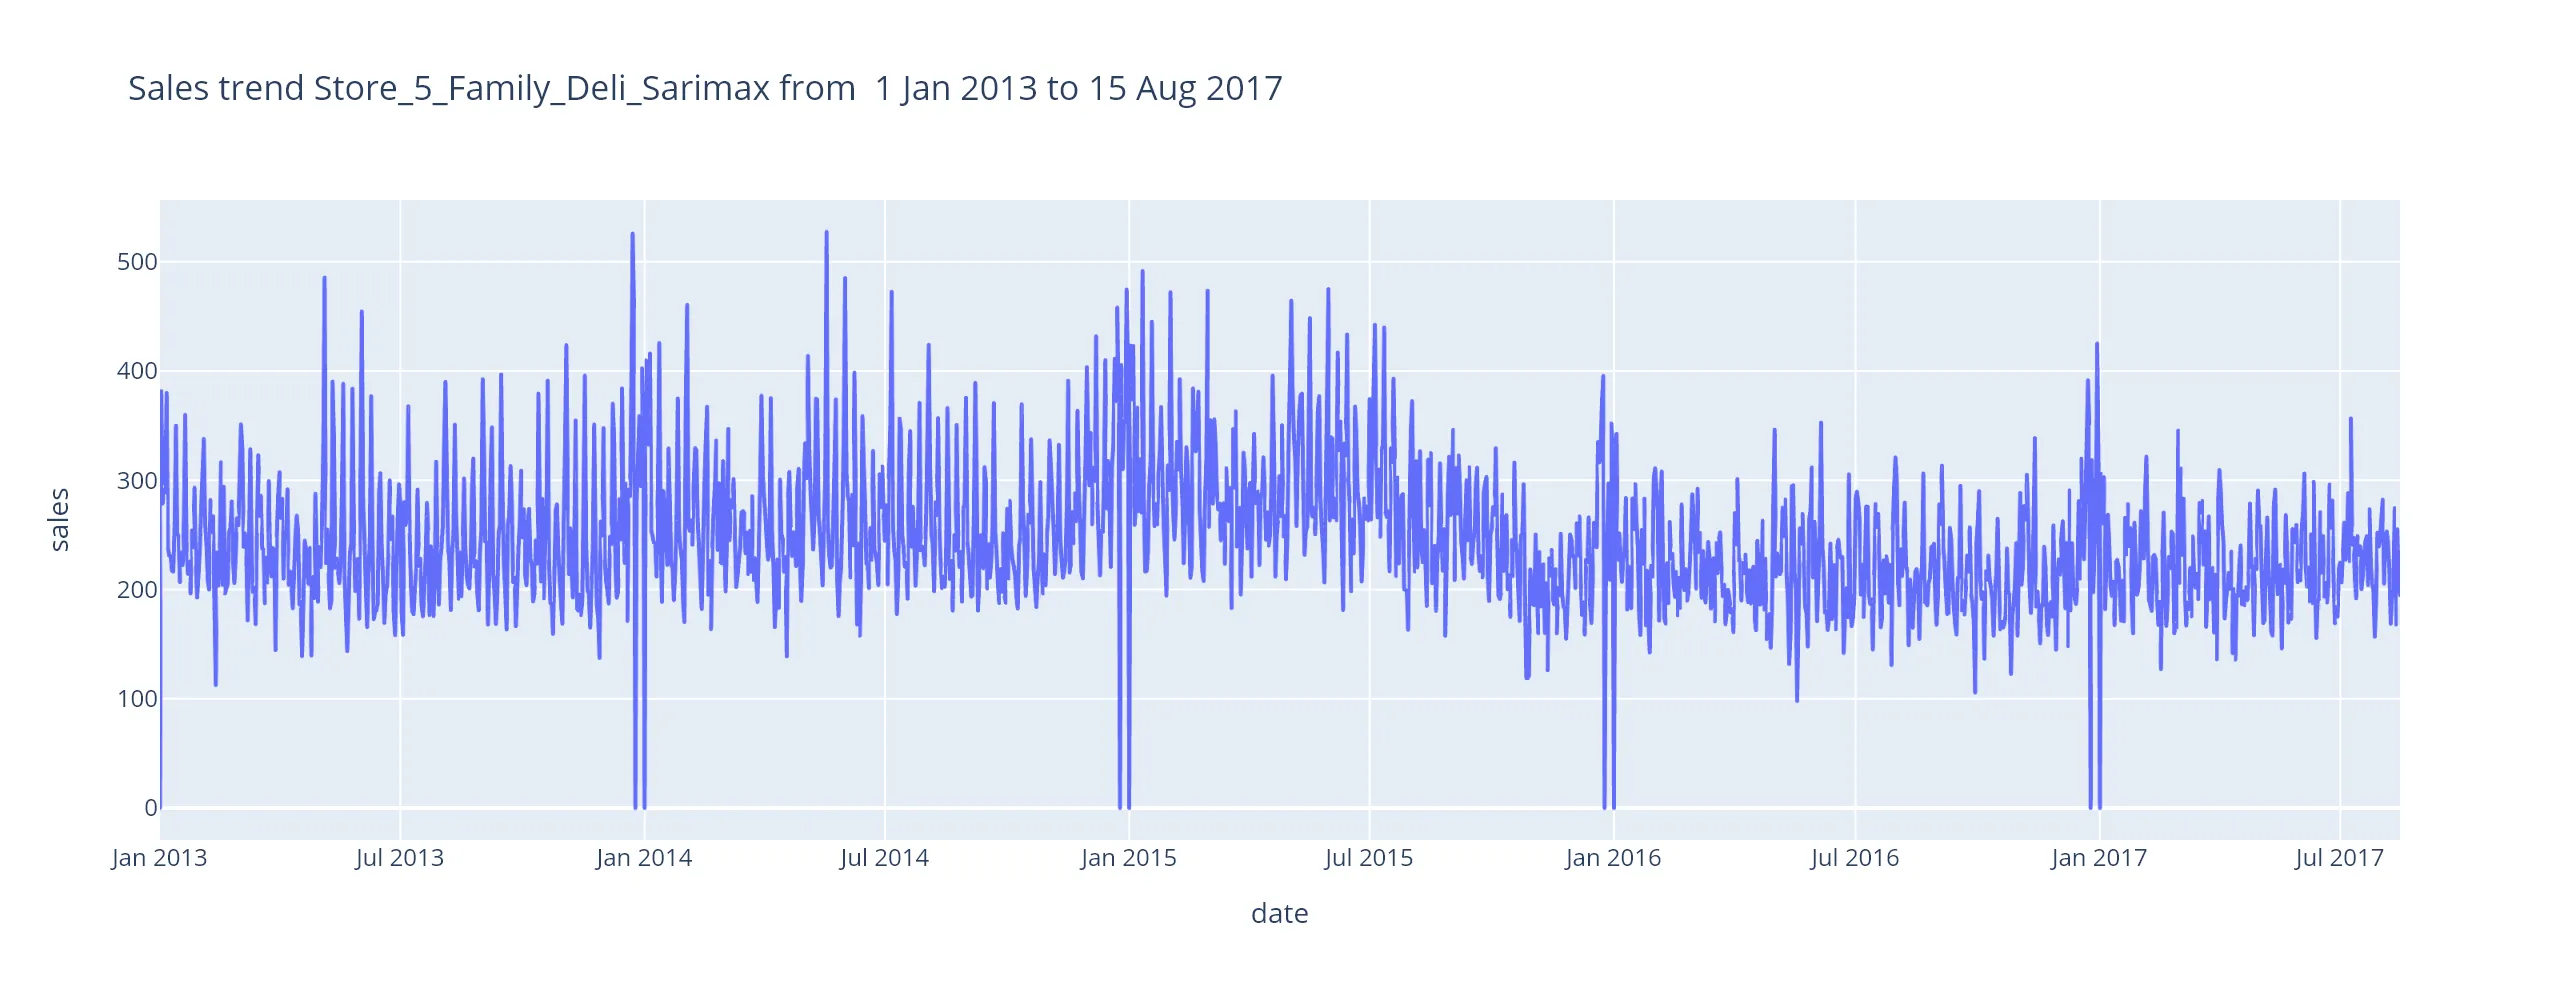 Sales trend Store_5_Family_Deli_Sarimax from  1 Jan 2013 to 15 Aug 2017
500
400
300
200
100
0
sales
Jan 2013 Jul 2013 Jan 2014 Jul 2014 Jan 2015 Jul 2015 Jan 2016 Jul 2016 Jan 2017 Jul 2017
date